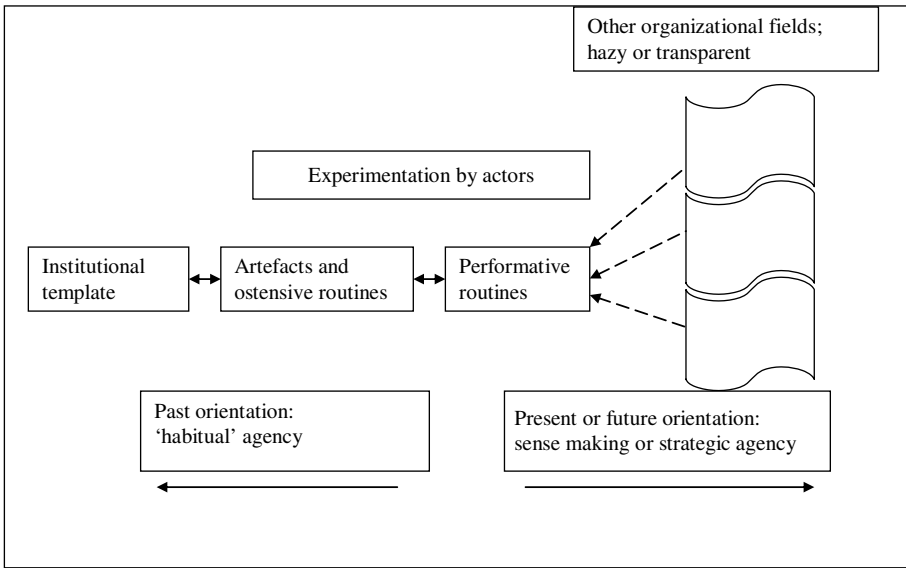 Other organizational fields;
hazy or transparent
Experimentation by actors
Institutional
template
Artefacts and
ostensive routines
Performative
routines
Past orientation:
‘habitual’ agency
Present or future orientation:
sense making or strategic agency